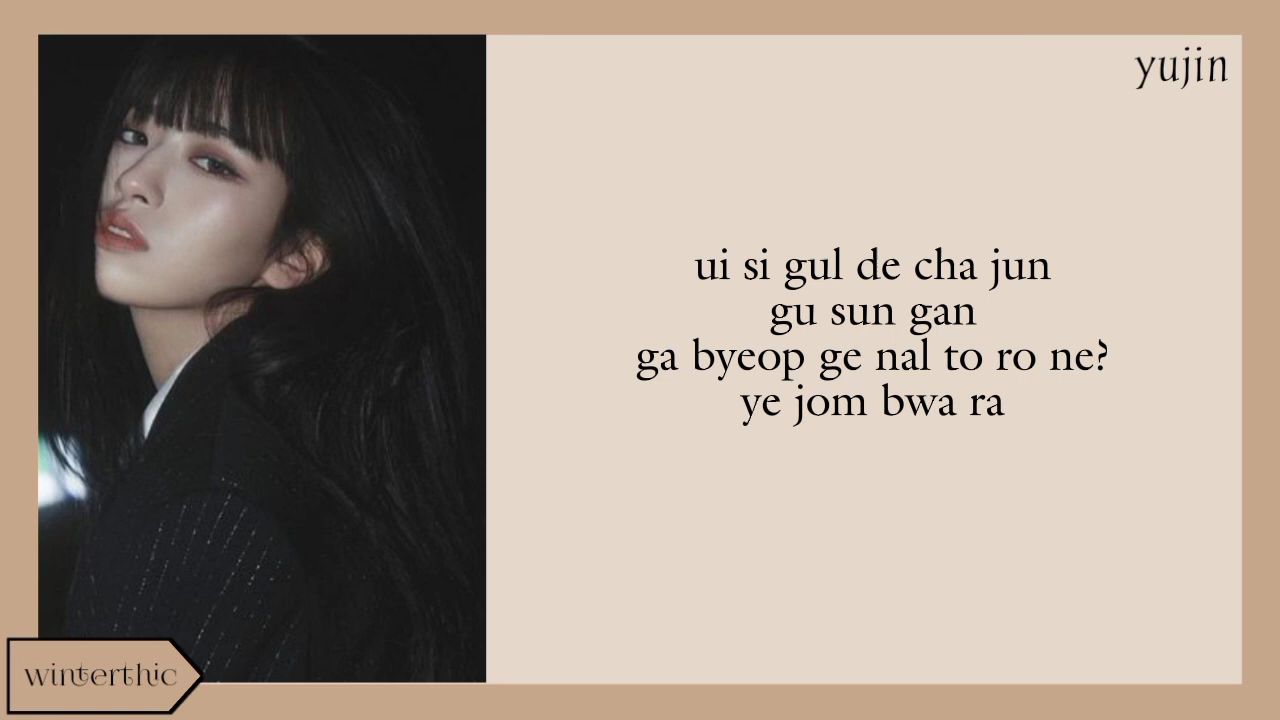 yujin
ui si gul de cha jun
gu sun gan
ga byeop ge nal to ro ne?
ye jom bwa ra
winterthic